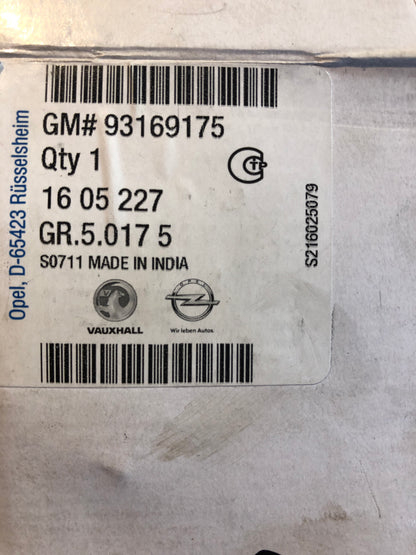 GM# 93169175
Qty 1
16 05 227
GR.5.017 5
S0711 MADE IN INDIA
VAUXHALL
OPEL
Wir leben Autos.
Opel, D-65423 Rüsselsheim
S216025079